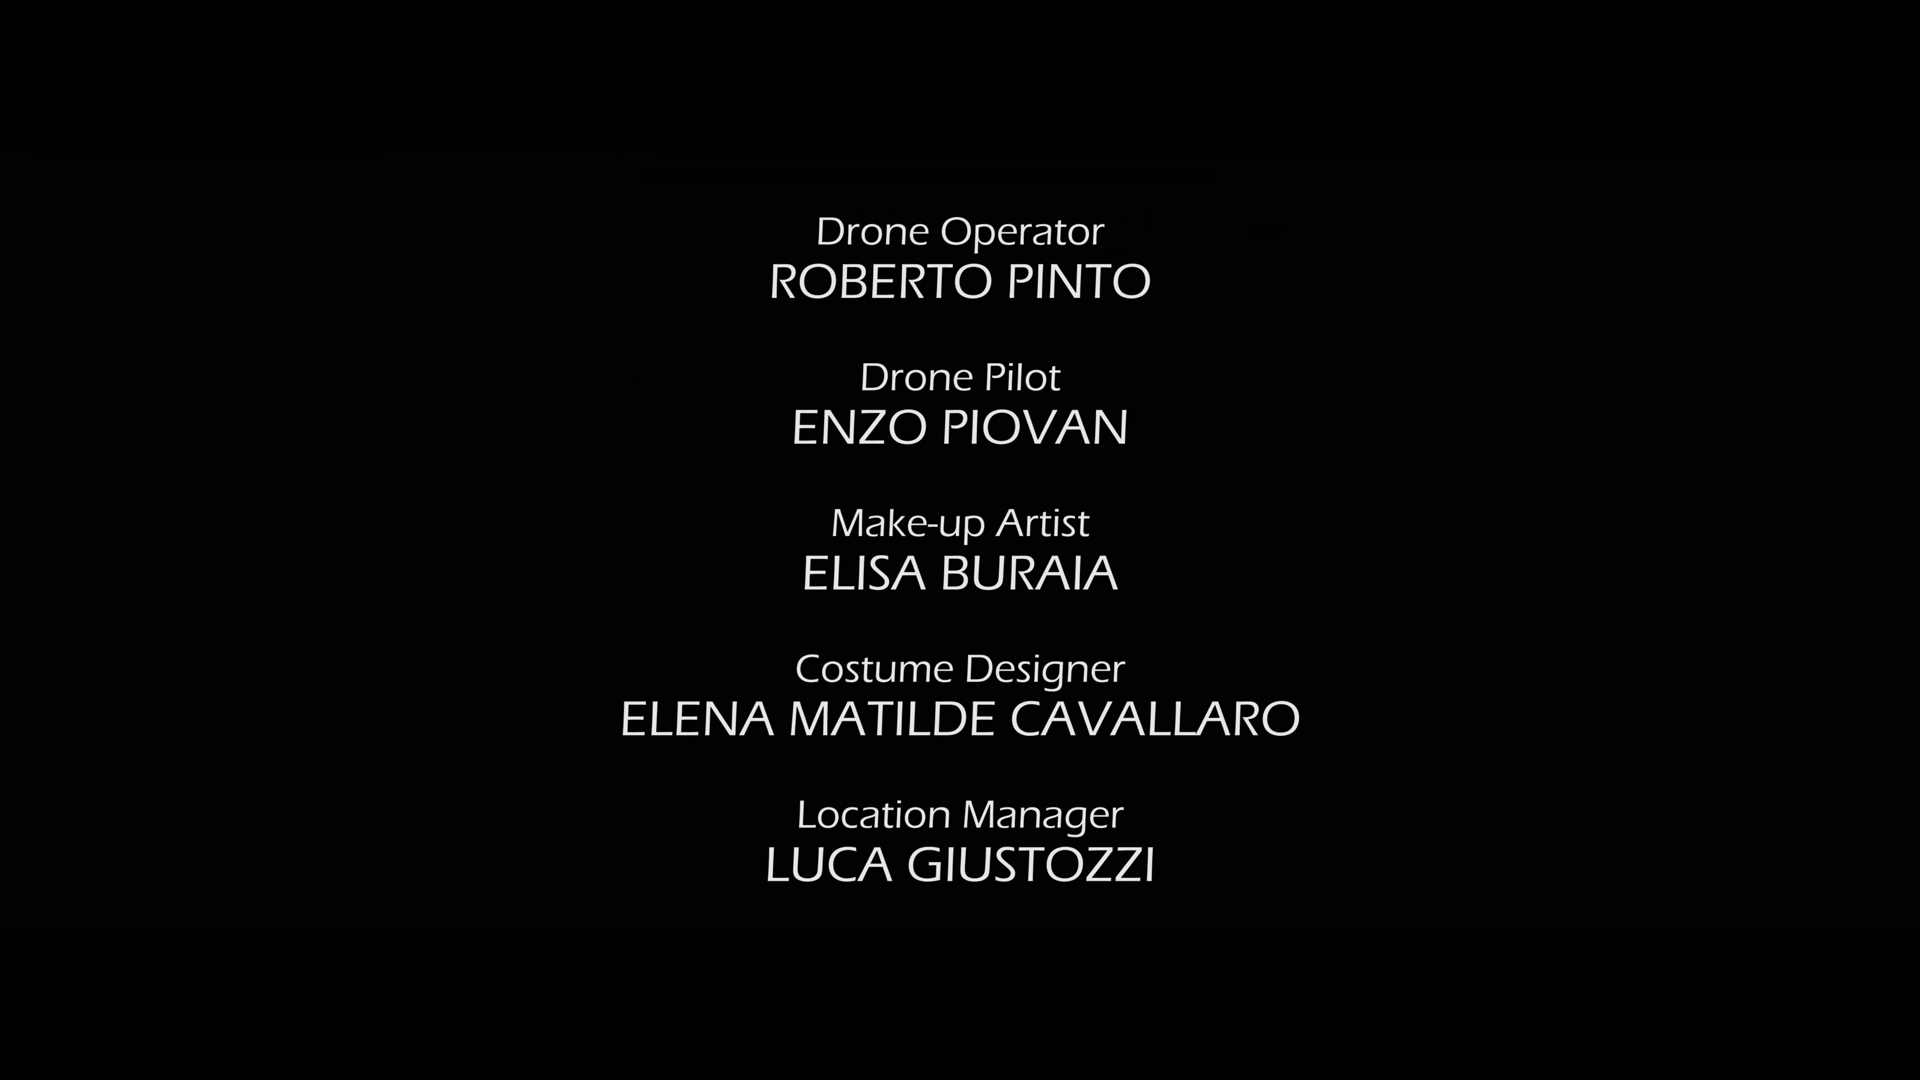 Drone Operator
ROBERTO PINTO
Drone Pilot
ENZO PIOVAN
Make-up Artist
ELISA BURAIA
Costume Designer
ELENA MATILDE CAVALLARO
Location Manager
LUCA GIUSTOZZI